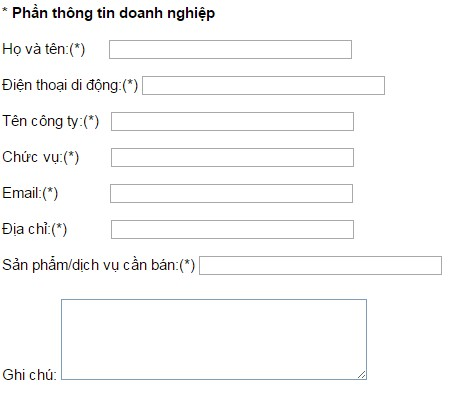 * Phần thông tin doanh nghiệp
Họ và tên:(*)
Điện thoại di động:(*)
Tên công ty:(*)
Chức vụ:(*)
Email:(*)
Địa chỉ:(*)
Sản phẩm/dịch vụ cần bán:(*)
Ghi chú: